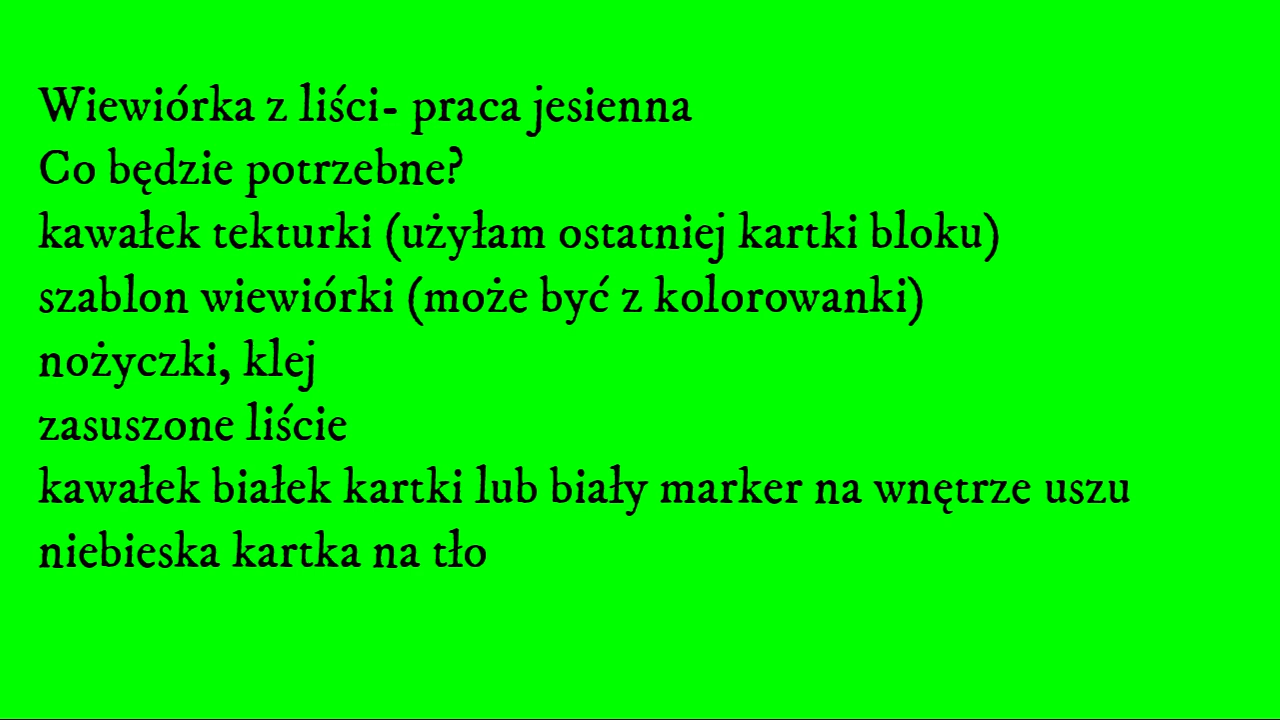 Wiewiórka z liści- praca jesienna
Co będzie potrzebne?
kawałek tekturki (użyłam ostatniej kartki bloku)
szablon wiewiórki (może być z kolorowanki)
nożyczki, klej
zasuszone liście
kawałek białek kartki lub biały marker na wnętrze uszu
niebieska kartka na tło